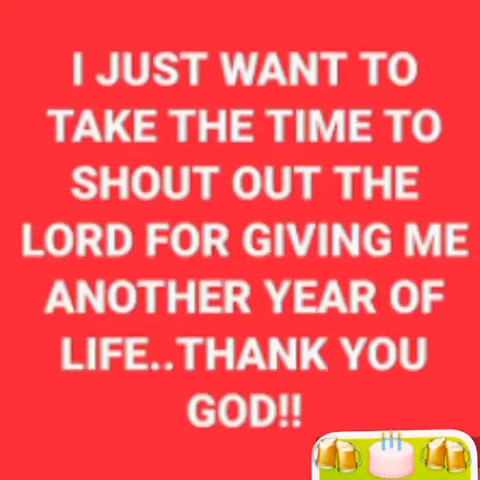 I JUST WANT TO
TAKE THE TIME TO
SHOUT OUT THE
LORD FOR GIVING ME
ANOTHER YEAR OF
LIFE..THANK YOU
GOD!!